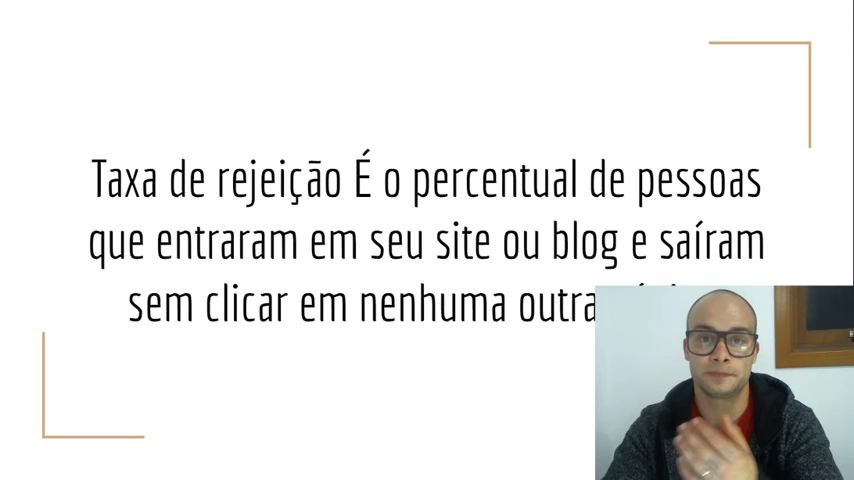 Taxa de rejeição É o percentual de pessoas
que entraram em seu site ou blog e saíram
sem clicar em nenhuma outra